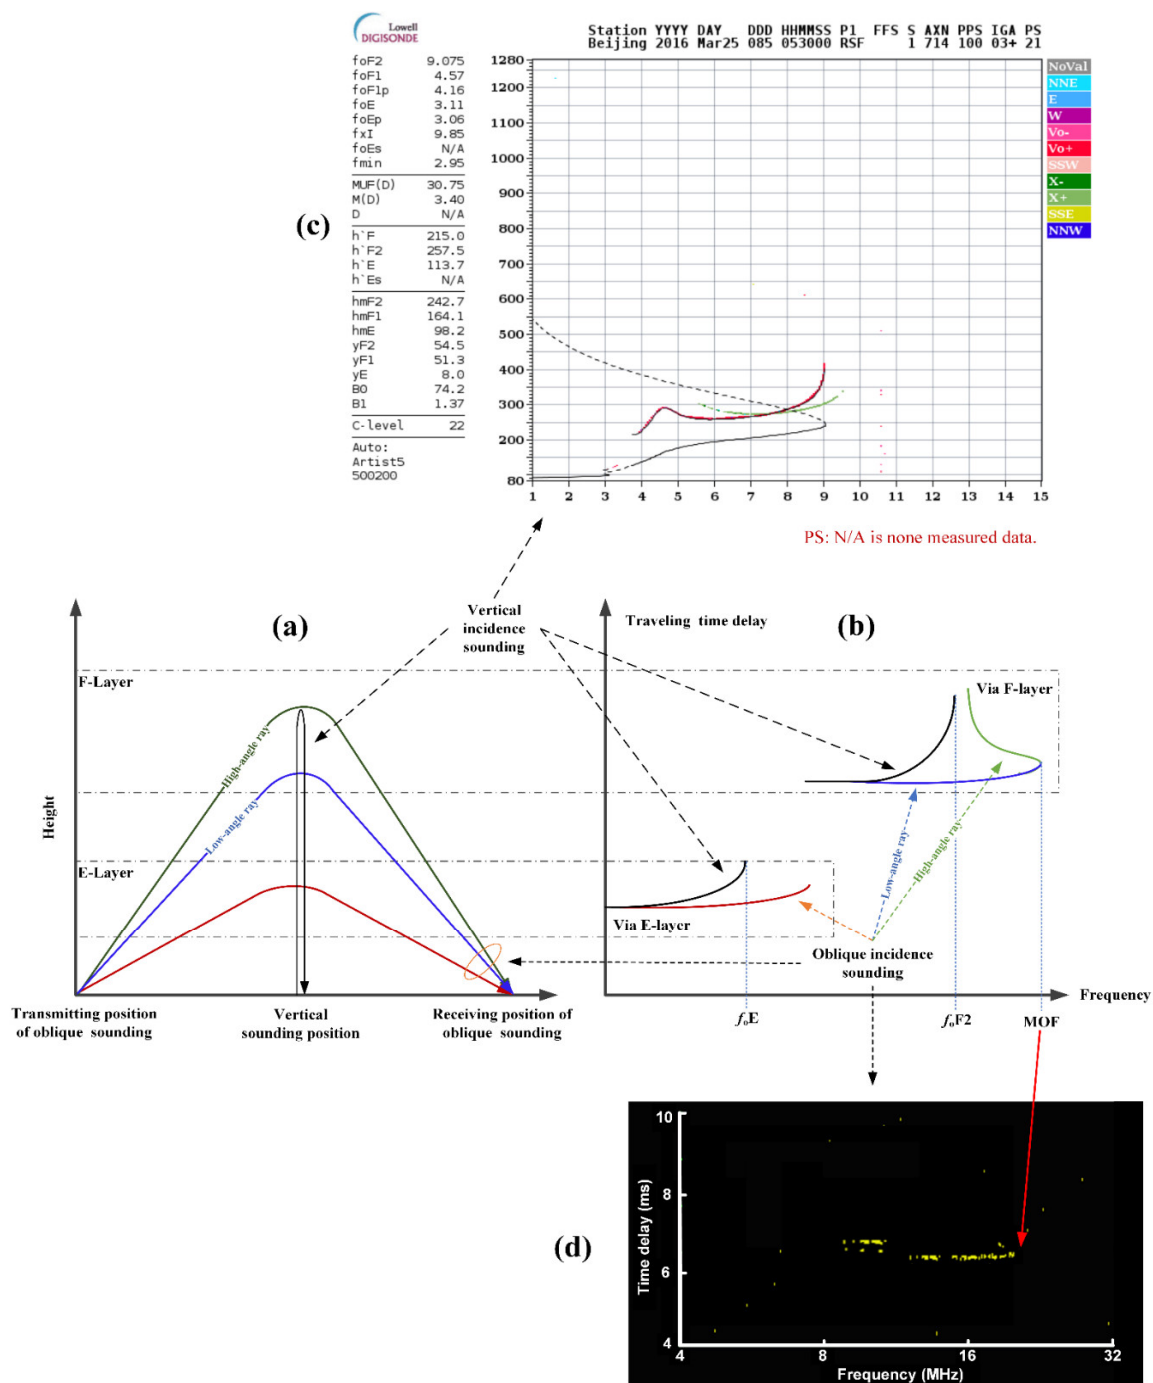 Lowell
DIGISONDE
Station YYYY DAY DDD HHMMSS P1 FFS S AXN PPS IGA PS
Beijing 2016 Mar25 085 053000 RSF 1 714 100 03+ 21
foF2 9.075
foF1 4.57
foF1p 4.16
foE 3.11
foEp 3.06
fxI 9.85
foEs N/A
fmin 2.95
MUF(D) 30.75
M(D) 3.40
D N/A
h`F 215.0
h`F2 257.5
h`E 113.7
h`Es N/A
hmF2 242.7
hmF1 164.1
hmE 98.2
yF2 54.5
yF1 51.3
yE 8.0
B0 74.2
B1 1.37
C-level 22
Auto:
Artist5
500200
(c)
1280
1200
1100
1000
900
800
700
600
500
400
300
200
80
1 2 3 4 5 6 7 8 9 10 11 12 13 14 15
NoVal
NNE
E
W
Vo-
Vo+
SSW
X-
X+
SSE
NNW
PS: N/A is none measured data.
(a)
Vertical
incidence
sounding
F-Layer
High-angle ray
Low-angle ray
Height
E-Layer
Transmitting position
of oblique sounding
Vertical
sounding position
Receiving position of
oblique sounding
Traveling time delay
(b)
Via F-layer
Low-angle ray
High-angle ray
Via E-layer
Oblique incidence
sounding
Frequency
foE
foF2
MOF
(d)
10
8
6
4
Time delay (ms)
4 8 16 32
Frequency (MHz)